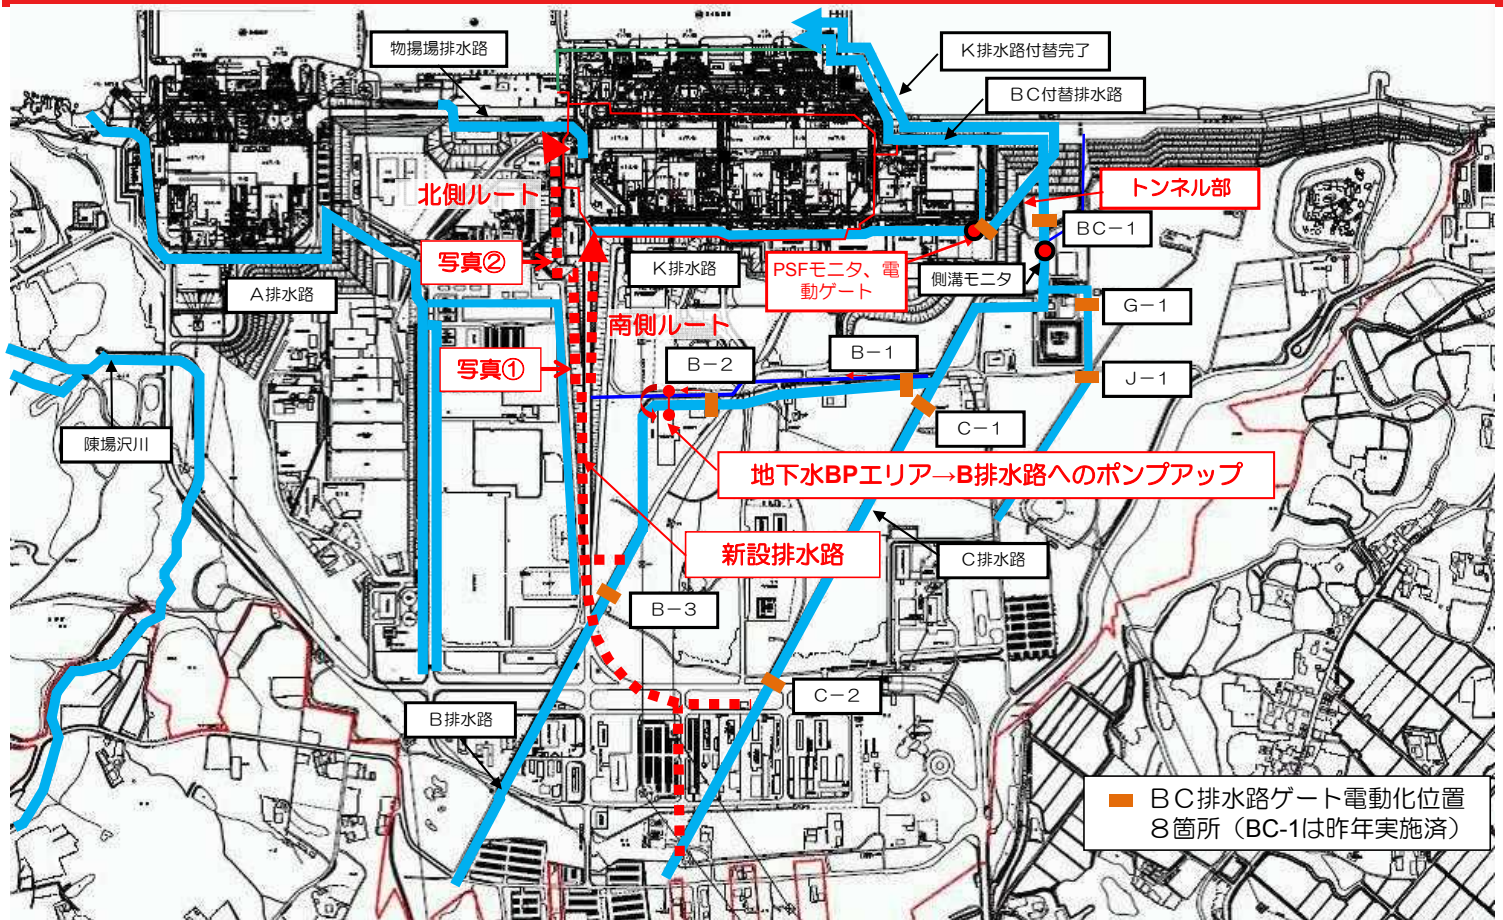 物揚場排水路
K排水路付替完了
BC付替排水路
北側ルート
トンネル部
BC-1
写真②
K排水路
PSFモニタ、電
動ゲート
側溝モニタ
A排水路
G-1
南側ルート
写真①
B-2
B-1
J-1
陳場沢川
C-1
地下水BPエリア→B排水路へのポンプアップ
新設排水路
C排水路
B-3
C-2
B排水路
BC排水路ゲート電動化位置
8箇所（BC-1は昨年実施済）